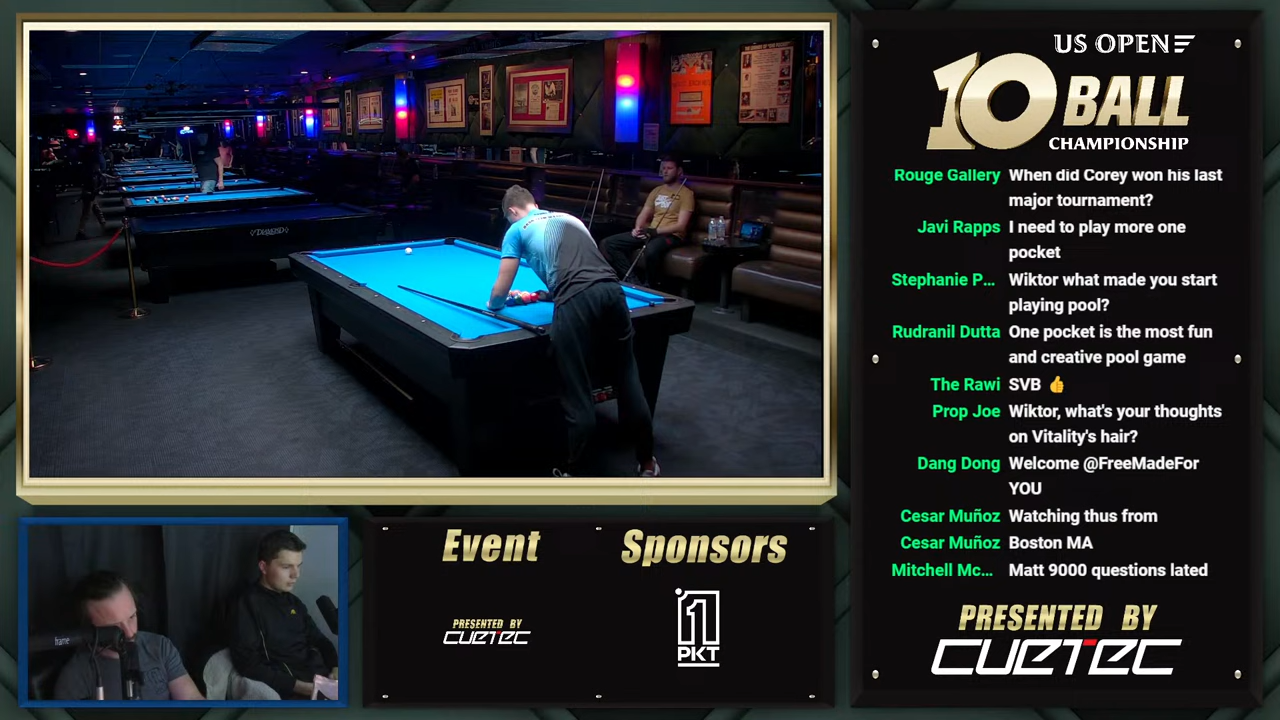 US OPEN
10 BALL
CHAMPIONSHIP
Rouge Gallery When did Corey won his last
major tournament?
Javi Rapps I need to play more one
pocket
Stephanie P... Wiktor what made you start
playing pool?
Rudranil Dutta One pocket is the most fun
and creative pool game
The Rawi SVB 👍
Prop Joe Wiktor, what's your thoughts
on Vitality's hair?
Dang Dong Welcome @FreeMadeFor
YOU
Cesar Muñoz Watching thus from
Cesar Muñoz Boston MA
Mitchell Mc... Matt 9000 questions lated
PRESENTED BY
CUETEC
DIAMOND
frame
Event Sponsors
PRESENTED BY
CUETEC
1
PKT